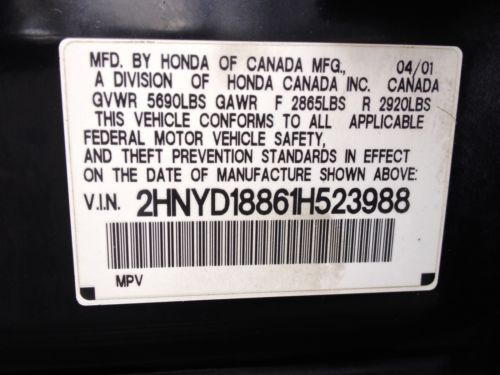 MFD. BY HONDA OF CANADA MFG., 04/01
A DIVISION OF HONDA CANADA INC. CANADA
GVWR 5690LBS GAWR F 2865LBS R 2920LBS
THIS VEHICLE CONFORMS TO ALL APPLICABLE
FEDERAL MOTOR VEHICLE SAFETY,
AND THEFT PREVENTION STANDARDS IN EFFECT
ON THE DATE OF MANUFACTURE SHOWN ABOVE:
V.I.N. 2HNYD18861H523988
MPV